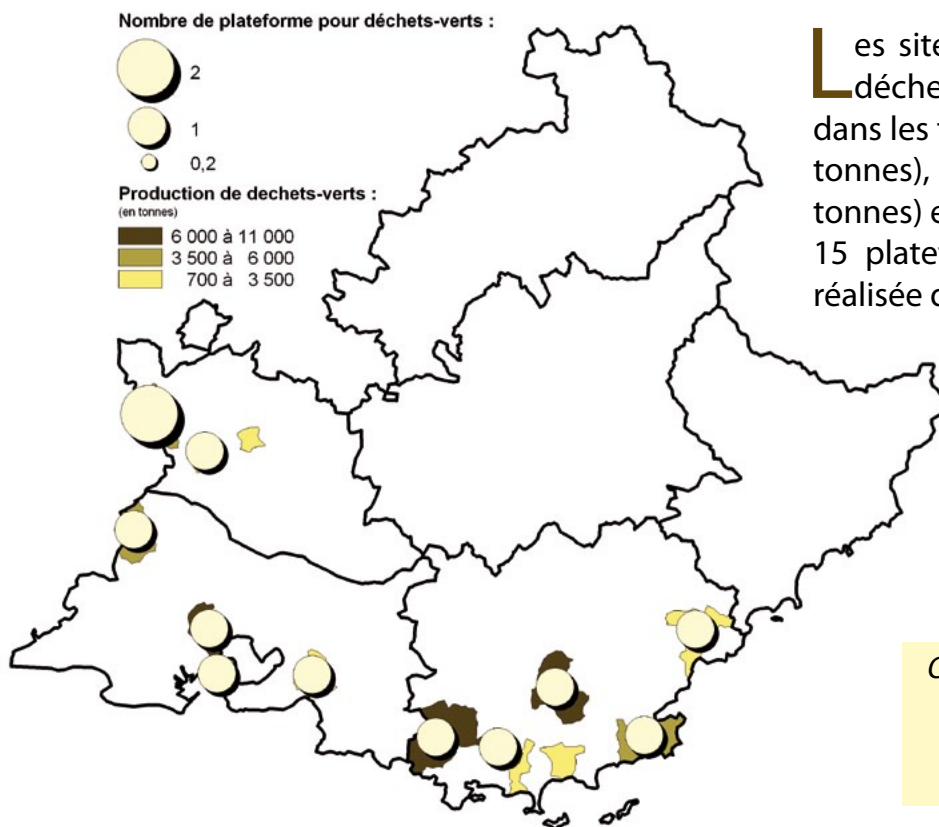 Nombre de plateforme pour déchets-verts :
2
1
0,2
Production de dechets-verts :
(en tonnes)
6 000 à 11 000
3 500 à 6 000
700 à 3 500
Les site
déche
dans les
tonnes),
tonnes) e
15 plate
réalisée